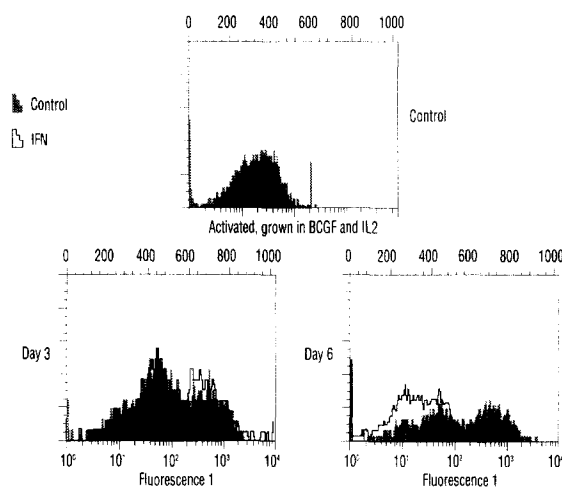 0 200 400 600 800 1000
Control
IFN
Control
Activated, grown in BCGF and IL2
0 200 400 600 800 1000
Day 3
10⁰ 10¹ 10² 10³ 10⁴
Fluorescence 1
0 200 400 600 800 1000
Day 6
10⁰ 10¹ 10² 10³ 10⁴
Fluorescence 1